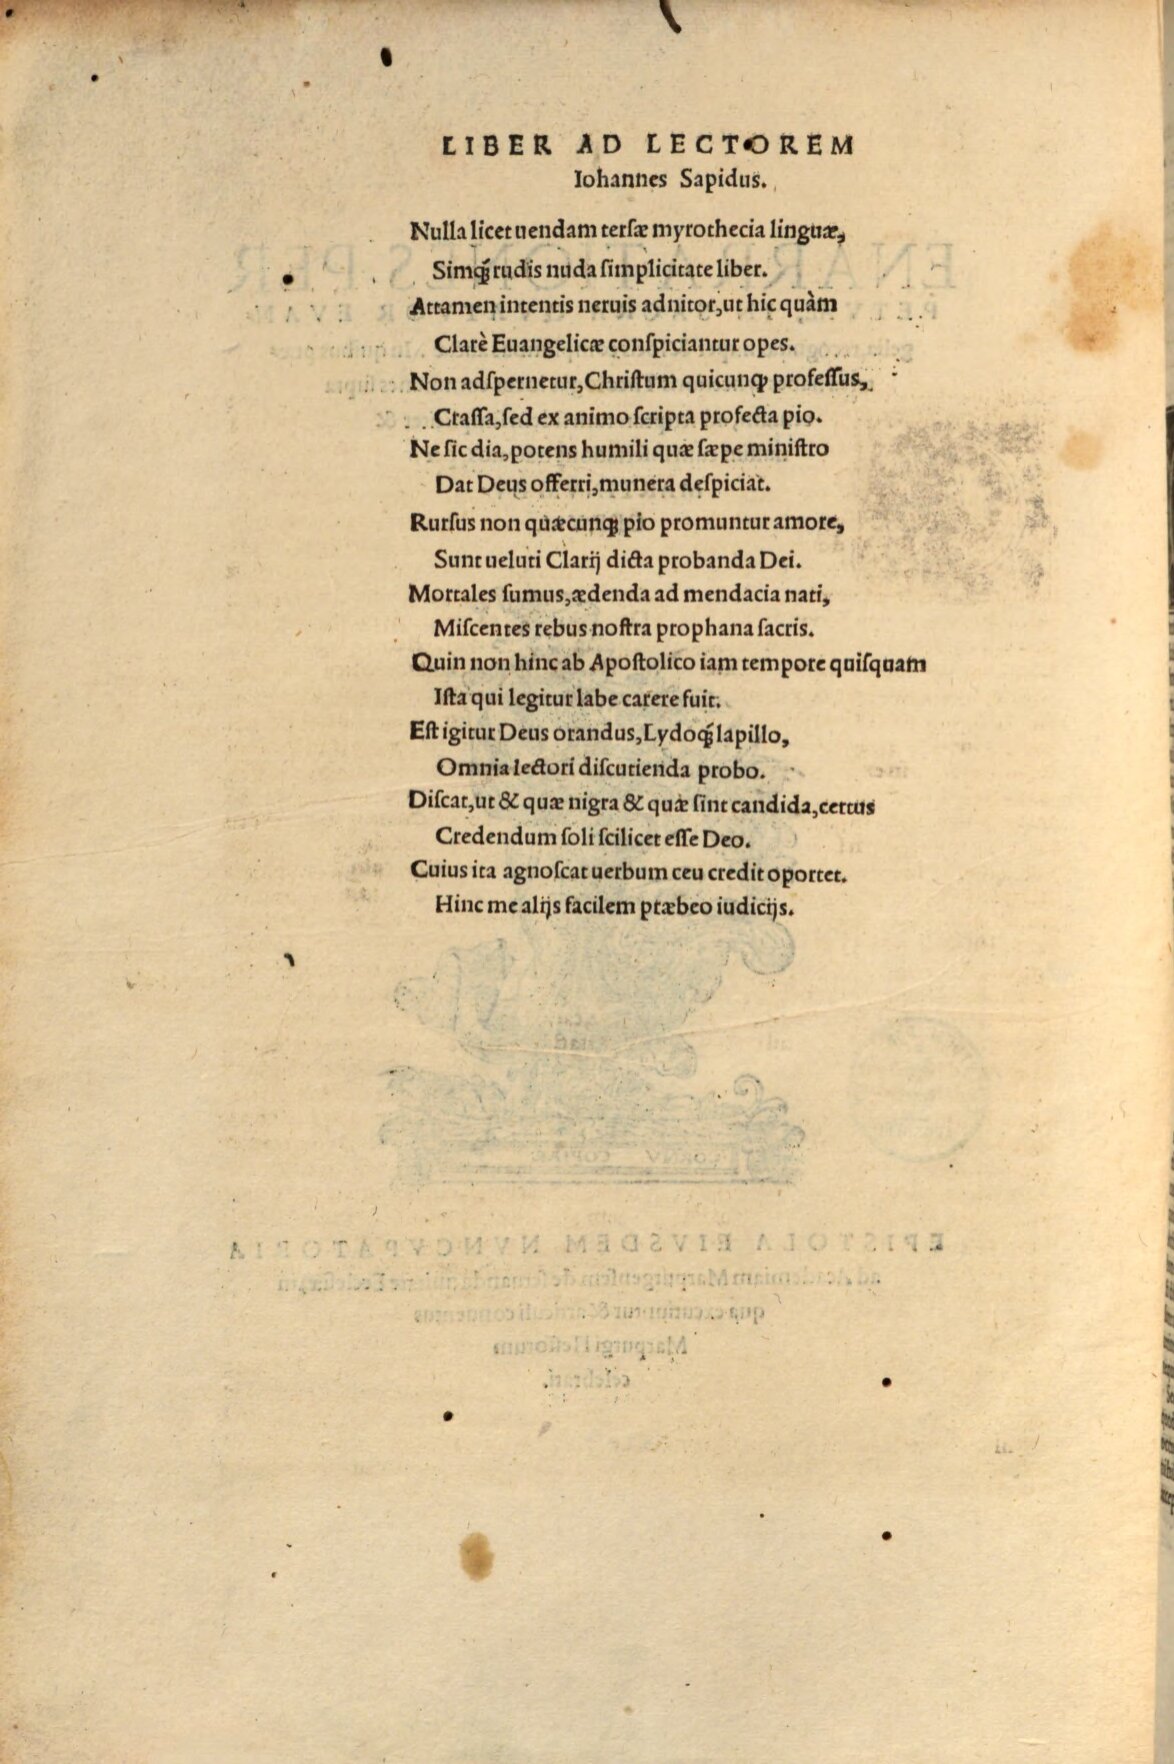 LIBER AD LECTOREM
Iohannes Sapidus.
Nulla licet uendam tersæ myrothecia linguæ,
Simq́ꝫ rudis nuda ſimplicitate liber.
Attamen intentis neruis adnitor, ut hic quàm
Clarè Euangelicæ conſpiciantur opes.
Non adſpernetur, Chriſtum quicunqꝫ profeſſus,
Craſſa, ſed ex animo ſcripta profecta pio.
Ne ſic dia, potens humili quæ ſæpe miniſtro
Dat Deus offerri, munera deſpiciat.
Rurſus non quæcunqꝫ pio promuntur amore,
Sunt ueluti Clarij dicta probanda Dei.
Mortales ſumus, ædenda ad mendacia nati,
Miſcentes rebus noſtra prophana ſacris.
Quin non hinc ab Apoſtolico iam tempore quiſquam
Iſta qui legitur labe carere fuit.
Eſt igitur Deus orandus, Lydoq́ꝫ lapillo,
Omnia lectori diſcutienda probo.
Diſcat, ut & quæ nigra & quæ ſint candida, certus
Credendum ſoli ſcilicet eſſe Deo.
Cuius ita agnoſcat uerbum ceu credit oportet.
Hinc me alijs facilem præbeo iudicijs.